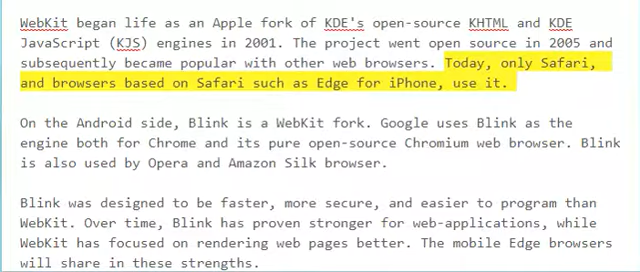 WebKit began life as an Apple fork of KDE's open-source KHTML and KDE
JavaScript (KJS) engines in 2001. The project went open source in 2005 and
subsequently became popular with other web browsers. Today, only Safari,
and browsers based on Safari such as Edge for iPhone, use it.
On the Android side, Blink is a WebKit fork. Google uses Blink as the
engine both for Chrome and its pure open-source Chromium web browser. Blink
is also used by Opera and Amazon Silk browser.
Blink was designed to be faster, more secure, and easier to program than
WebKit. Over time, Blink has proven stronger for web-applications, while
WebKit has focused on rendering web pages better. The mobile Edge browsers
will share in these strengths.